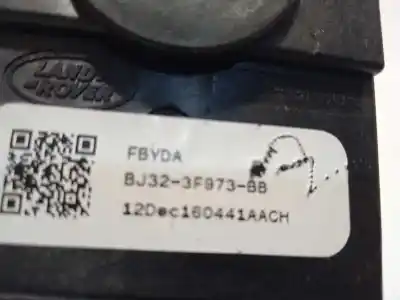 LAND
ROVER
FBYDA
BJ32-3F973-BB
12Dec160441AACH